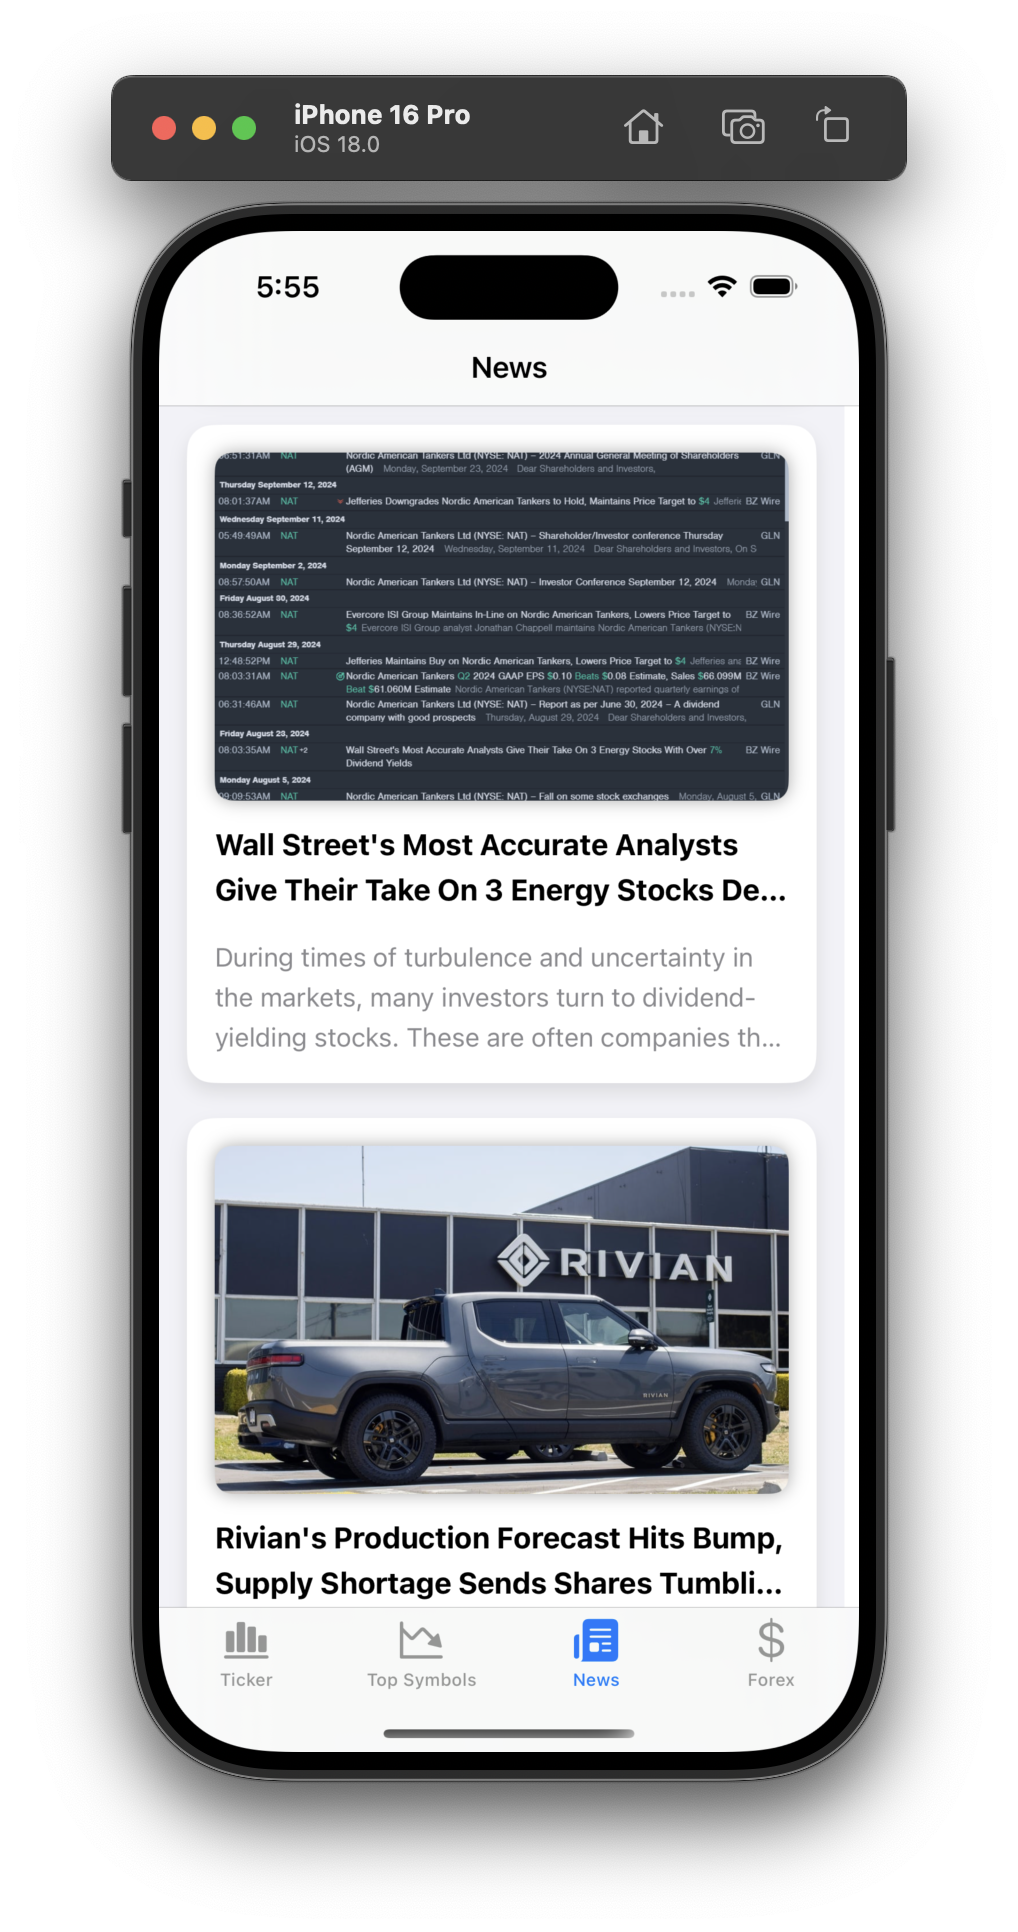 iPhone 16 Pro
iOS 18.0
5:55
News
06:51:31AM NAT Nordic American Tankers Ltd (NYSE: NAT) – 2024 Annual General Meeting of Shareholders GLN
(AGM) Monday, September 23, 2024 Dear Shareholders and Investors,
Thursday September 12, 2024
08:01:37AM NAT Jefferies Downgrades Nordic American Tankers to Hold, Maintains Price Target to $4 Jefferi BZ Wire
Wednesday September 11, 2024
05:49:49AM NAT Nordic American Tankers Ltd (NYSE: NAT) – Shareholder/Investor conference Thursday GLN
September 12, 2024 Wednesday, September 11, 2024 Dear Shareholders and Investors, On S
Monday September 2, 2024
08:57:50AM NAT Nordic American Tankers Ltd (NYSE: NAT) – Investor Conference September 12, 2024 Monda GLN
Friday August 30, 2024
08:36:52AM NAT Evercore ISI Group Maintains In-Line on Nordic American Tankers, Lowers Price Target to BZ Wire
$4 Evercore ISI Group analyst Jonathan Chappell maintains Nordic American Tankers (NYSE:N
Thursday August 29, 2024
12:48:52PM NAT Jefferies Maintains Buy on Nordic American Tankers, Lowers Price Target to $4 Jefferies ana BZ Wire
08:03:31AM NAT Nordic American Tankers Q2 2024 GAAP EPS $0.10 Beats $0.08 Estimate, Sales $66.099M BZ Wire
Beat $61.060M Estimate Nordic American Tankers (NYSE:NAT) reported quarterly earnings of
06:31:46AM NAT Nordic American Tankers Ltd (NYSE: NAT) – Report as per June 30, 2024 – A dividend GLN
company with good prospects Thursday, August 29, 2024 Dear Shareholders and Investors,
Friday August 23, 2024
08:03:35AM NAT +2 Wall Street's Most Accurate Analysts Give Their Take On 3 Energy Stocks With Over 7% BZ Wire
Dividend Yields
Monday August 5, 2024
09:09:53AM NAT Nordic American Tankers Ltd (NYSE: NAT) – Fall on some stock exchanges Monday, August 5, GLN
Wall Street's Most Accurate Analysts
Give Their Take On 3 Energy Stocks De...
During times of turbulence and uncertainty in
the markets, many investors turn to dividend-
yielding stocks. These are often companies th...
RIVIAN
RIVIAN
Rivian's Production Forecast Hits Bump,
Supply Shortage Sends Shares Tumbli...
Ticker
Top Symbols
News
Forex